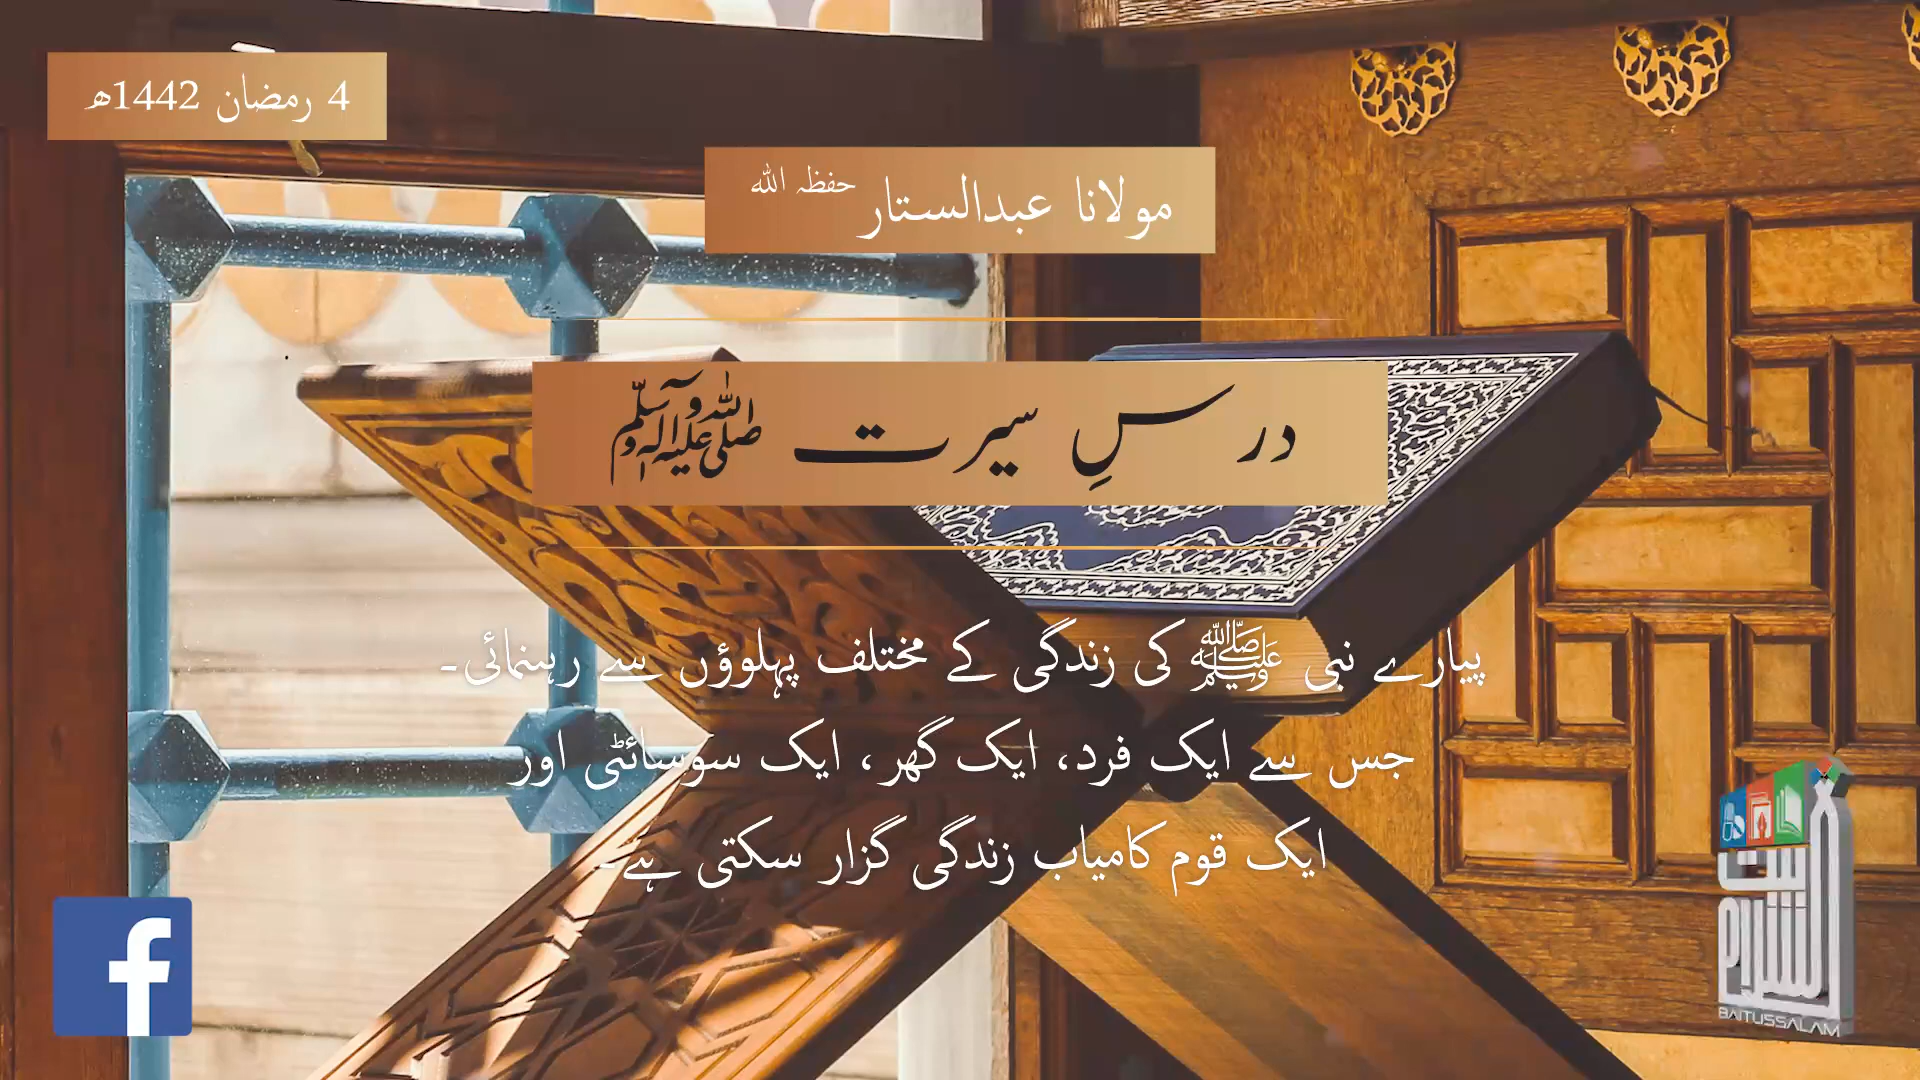 4 رمضان 1442ھ
مولانا عبدالستار حفظہ اللہ
درسِ سیرت صلی اللہ علیہ وآلہ وسلم
پیارے نبی ﷺ کی زندگی کے مختلف پہلوؤں سے رہنمائی۔
جس سے ایک فرد، ایک گھر، ایک سوسائٹی اور
ایک قوم کامیاب زندگی گزار سکتی ہے۔
بیت السلام
BAITUSSALAM